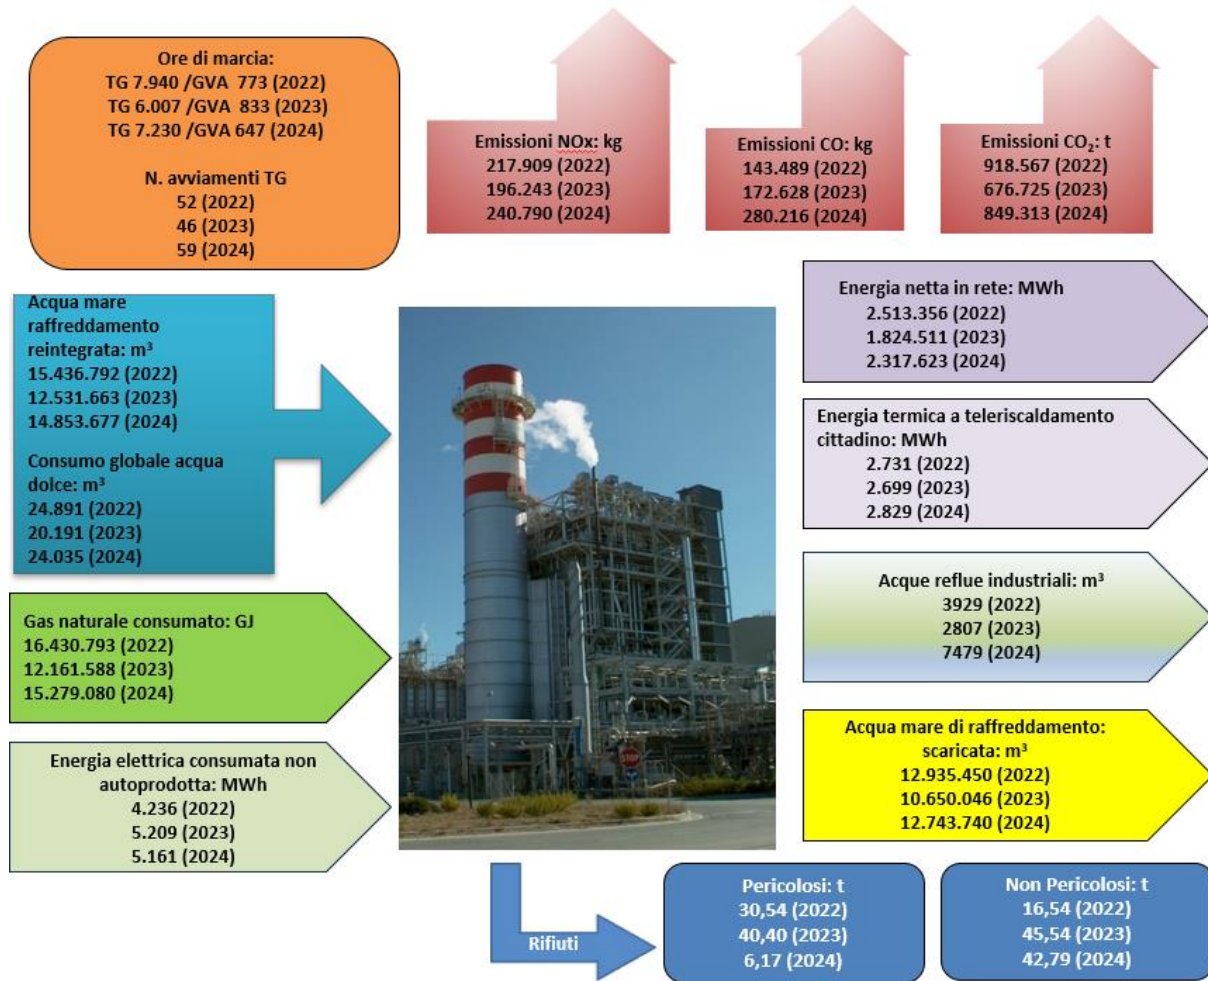 Ore di marcia:
TG 7.940 /GVA  773 (2022)
TG 6.007 /GVA  833 (2023)
TG 7.230 /GVA 647 (2024)
N. avviamenti TG
52 (2022)
46 (2023)
59 (2024)
Emissioni NOx: kg
217.909 (2022)
196.243 (2023)
240.790 (2024)
Emissioni CO: kg
143.489 (2022)
172.628 (2023)
280.216 (2024)
Emissioni CO₂: t
918.567 (2022)
676.725 (2023)
849.313 (2024)
Acqua mare
raffreddamento
reintegrata: m³
15.436.792 (2022)
12.531.663 (2023)
14.853.677 (2024)
Consumo globale acqua
dolce: m³
24.891 (2022)
20.191 (2023)
24.035 (2024)
Gas naturale consumato: GJ
16.430.793 (2022)
12.161.588 (2023)
15.279.080 (2024)
Energia elettrica consumata non
autoprodotta: MWh
4.236 (2022)
5.209 (2023)
5.161 (2024)
STOP
Energia netta in rete: MWh
2.513.356 (2022)
1.824.511 (2023)
2.317.623 (2024)
Energia termica a teleriscaldamento
cittadino: MWh
2.731 (2022)
2.699 (2023)
2.829 (2024)
Acque reflue industriali: m³
3929 (2022)
2807 (2023)
7479 (2024)
Acqua mare di raffreddamento:
scaricata: m³
12.935.450 (2022)
10.650.046 (2023)
12.743.740 (2024)
Rifiuti
Pericolosi: t
30,54 (2022)
40,40 (2023)
6,17 (2024)
Non Pericolosi: t
16,54 (2022)
45,54 (2023)
42,79 (2024)